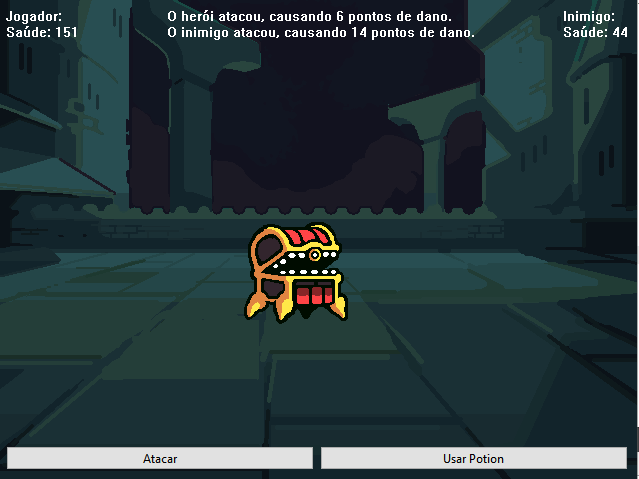 Jogador:
Saúde: 151
O herói atacou, causando 6 pontos de dano.
O inimigo atacou, causando 14 pontos de dano.
Inimigo:
Saúde: 44
Atacar
Usar Potion